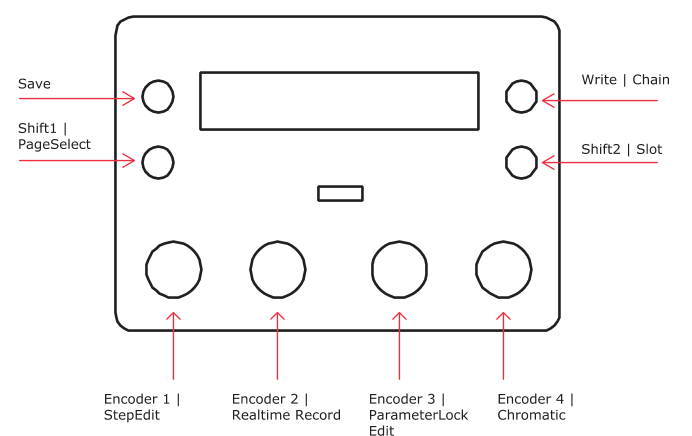 Save
Write | Chain
Shift1 |
PageSelect
Shift2 | Slot
Encoder 1 |
StepEdit
Encoder 2 |
Realtime Record
Encoder 3 |
ParameterLock
Edit
Encoder 4 |
Chromatic